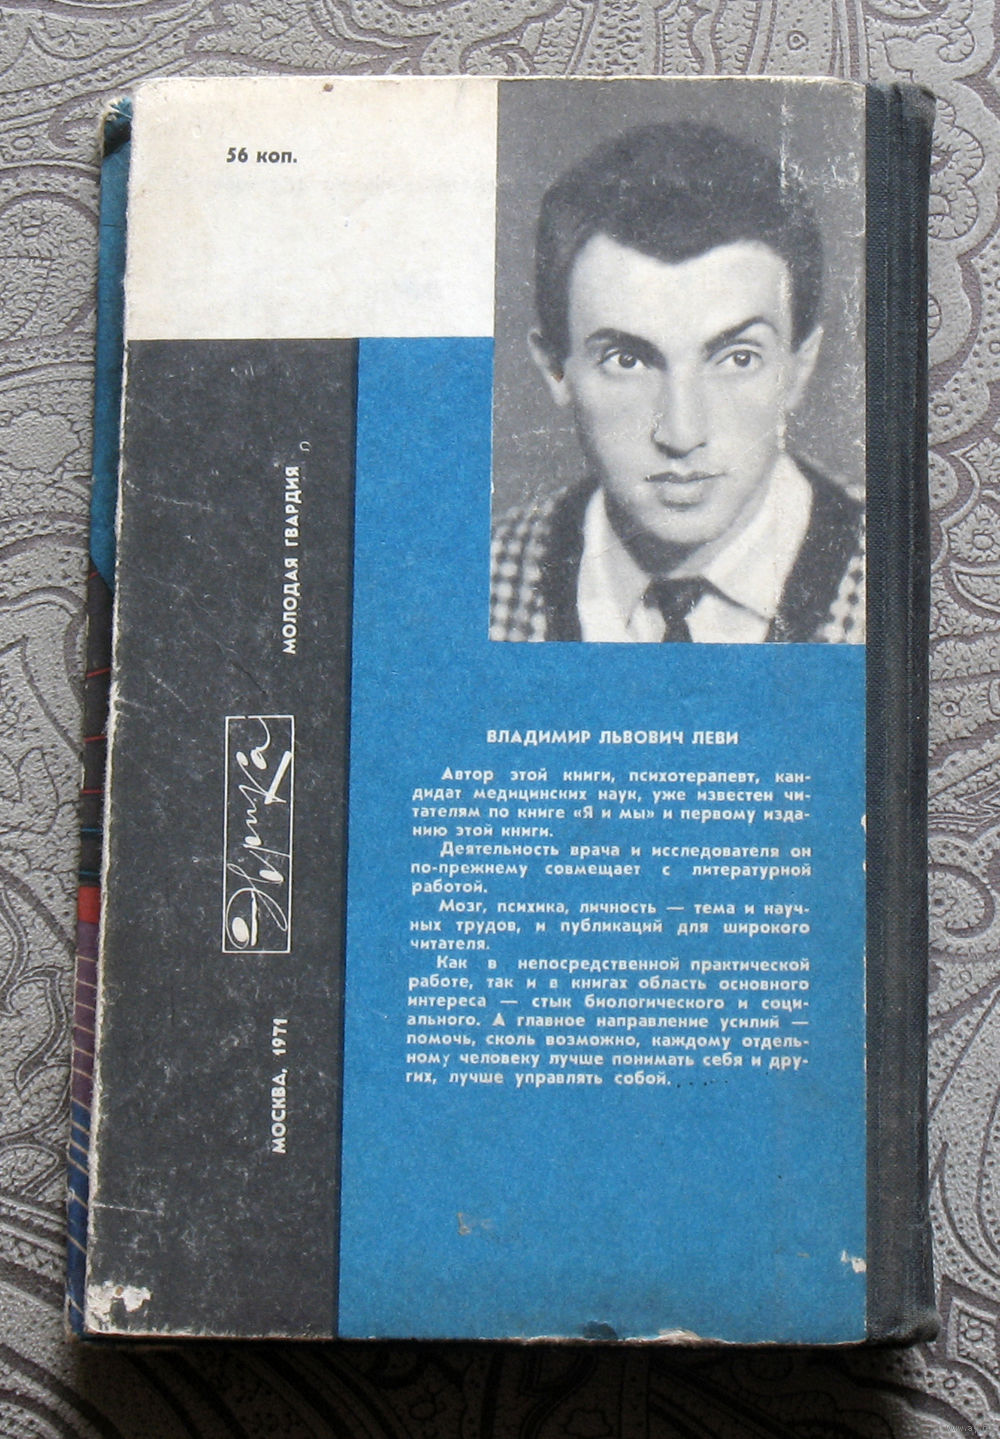 56 коп.
МОЛОДАЯ ГВАРДИЯ
Эврика
МОСКВА, 1971
ВЛАДИМИР ЛЬВОВИЧ ЛЕВИ
Автор этой книги, психотерапевт, кан-
дидат медицинских наук, уже известен чи-
тателям по книге «Я и мы» и первому изда-
нию этой книги.
Деятельность врача и исследователя он
по-прежнему совмещает с литературной
работой.
Мозг, психика, личность — тема и науч-
ных трудов, и публикаций для широкого
читателя.
Как в непосредственной практической
работе, так и в книгах область основного
интереса — стык биологического и соци-
ального. А главное направление усилий —
помочь, сколь возможно, каждому отдель-
ному человеку лучше понимать себя и дру-
гих, лучше управлять собой.